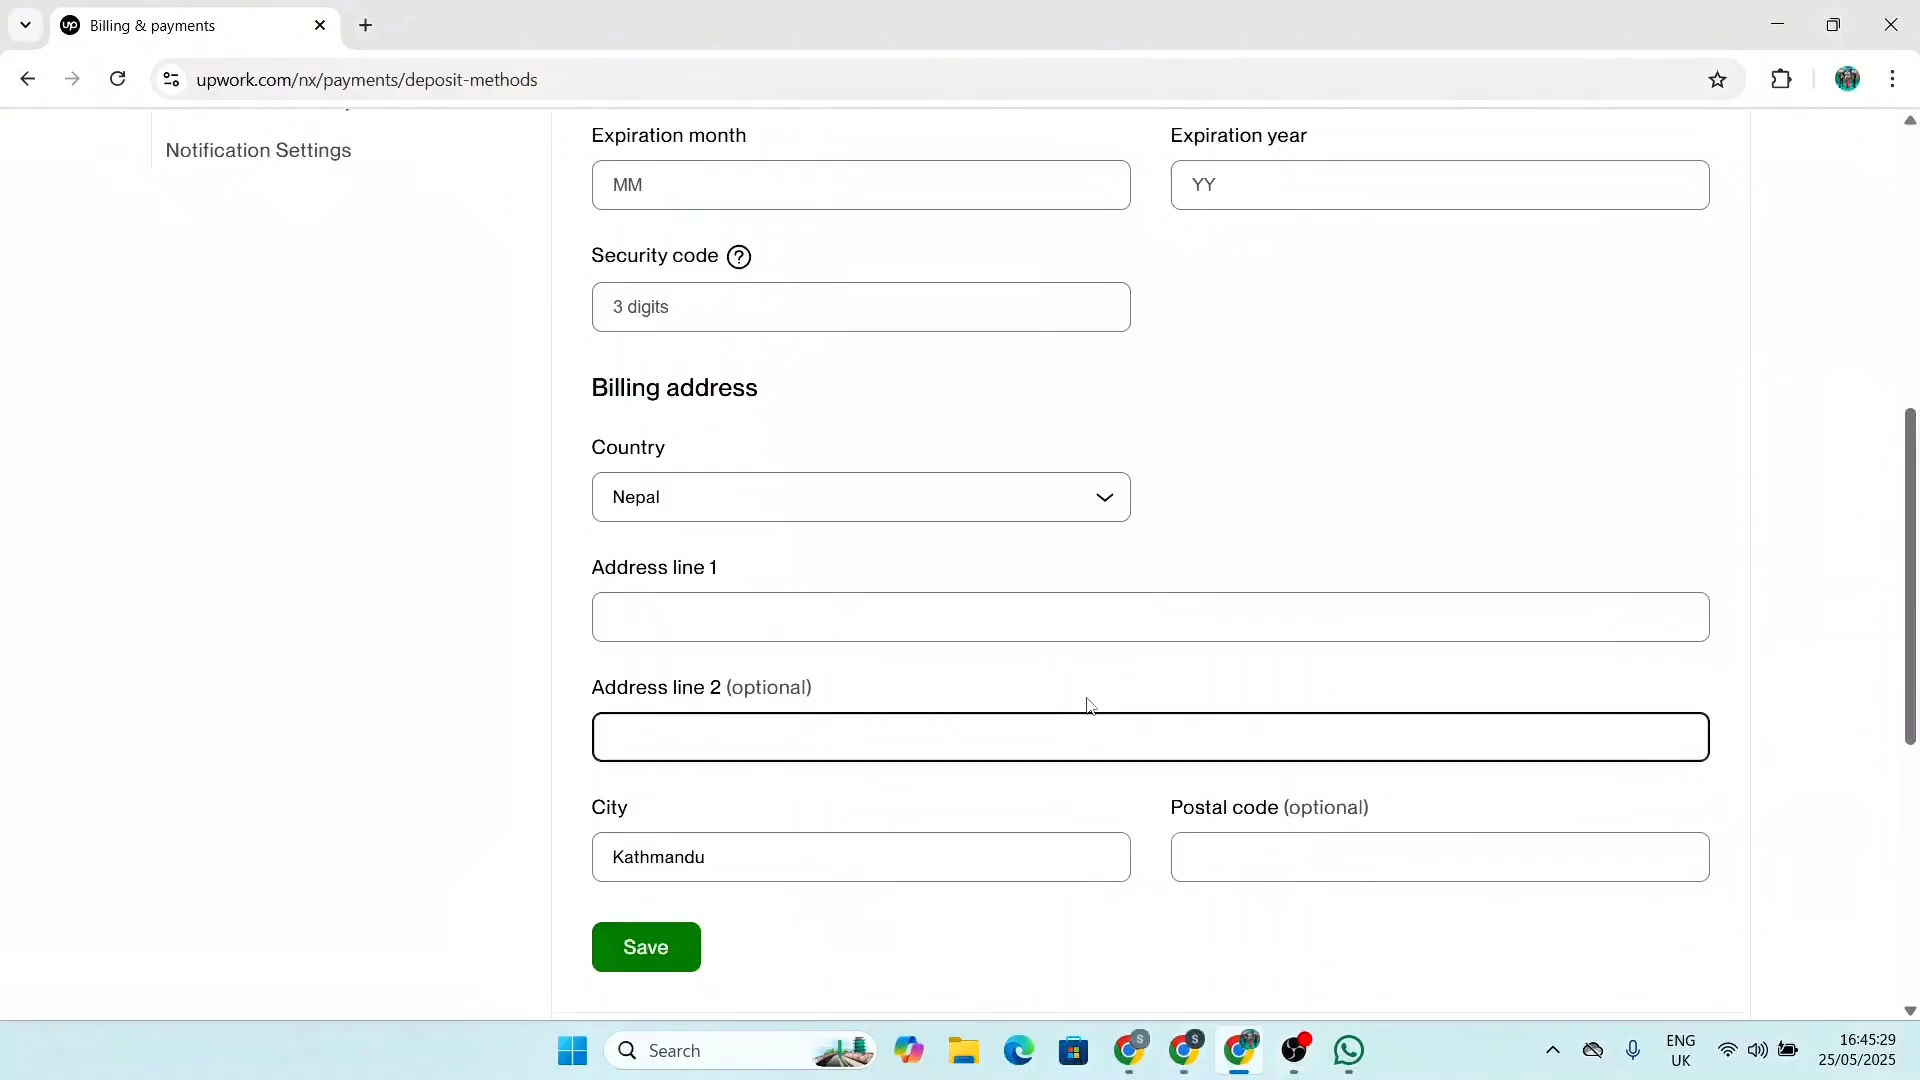 Billing & payments
upwork.com/nx/payments/deposit-methods
Notification Settings
Expiration month
Expiration year
MM
YY
Security code ?
3 digits
Billing address
Country
Nepal
Address line 1
Address line 2 (optional)
City
Postal code (optional)
Kathmandu
Save
Search
ENG
UK
16:45:29
25/05/2025